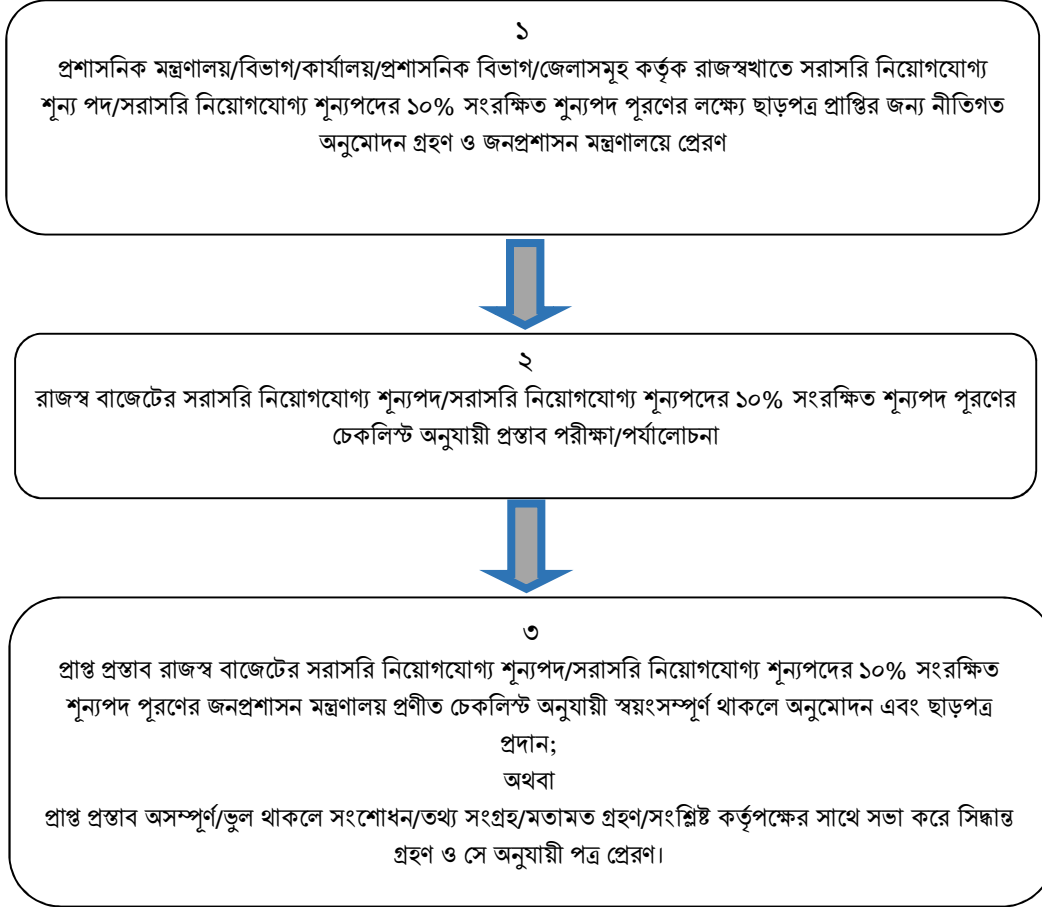 ১
প্রশাসনিক মন্ত্রণালয়/বিভাগ/কার্যালয়/প্রশাসনিক বিভাগ/জেলাসমূহ কর্তৃক রাজস্বখাতে সরাসরি নিয়োগযোগ্য
শূন্য পদ/সরাসরি নিয়োগযোগ্য শূন্যপদের ১০% সংরক্ষিত শুন্যপদ পূরণের লক্ষ্যে ছাড়পত্র প্রাপ্তির জন্য নীতিগত
অনুমোদন গ্রহণ ও জনপ্রশাসন মন্ত্রণালয়ে প্রেরণ
২
রাজস্ব বাজেটের সরাসরি নিয়োগযোগ্য শূন্যপদ/সরাসরি নিয়োগযোগ্য শূন্যপদের ১০% সংরক্ষিত শূন্যপদ পূরণের
চেকলিস্ট অনুযায়ী প্রস্তাব পরীক্ষা/পর্যালোচনা
৩
প্রাপ্ত প্রস্তাব রাজস্ব বাজেটের সরাসরি নিয়োগযোগ্য শূন্যপদ/সরাসরি নিয়োগযোগ্য শূন্যপদের ১০% সংরক্ষিত
শূন্যপদ পূরণের জনপ্রশাসন মন্ত্রণালয় প্রণীত চেকলিস্ট অনুযায়ী স্বয়ংসম্পূর্ণ থাকলে অনুমোদন এবং ছাড়পত্র
প্রদান;
অথবা
প্রাপ্ত প্রস্তাব অসম্পূর্ণ/ভুল থাকলে সংশোধন/তথ্য সংগ্রহ/মতামত গ্রহণ/সংশ্লিষ্ট কর্তৃপক্ষের সাথে সভা করে সিদ্ধান্ত
গ্রহণ ও সে অনুযায়ী পত্র প্রেরণ।